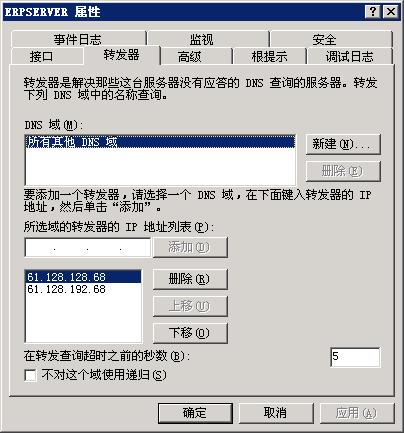 ERPSERVER 属性
事件日志 监视 安全
接口 转发器 高级 根提示 调试日志
转发器是解决那些这台服务器没有应答的 DNS 查询的服务器。转发
下列 DNS 域中的名称查询。
DNS 域(M):
所有其他 DNS 域
新建(N)...
删除(E)
要添加一个转发器,请选择一个 DNS 域,在下面键入转发器的 IP
地址,然后单击“添加”。
所选域的转发器的 IP 地址列表(P):
. . . 添加(D)
61.128.128.68
61.128.192.68
删除(R)
上移(U)
下移(O)
在转发查询超时之前的秒数(B): 5
不对这个域使用递归(S)
确定 取消 应用(A)